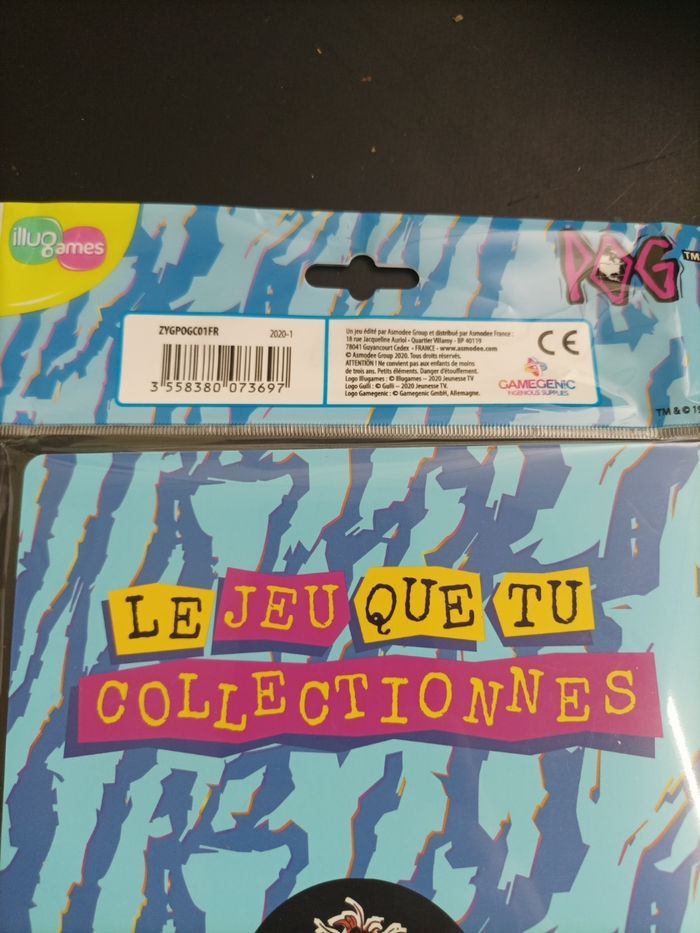 illugames
POG TM
ZYGPOGC01FR 2020-1
3 558380 073697
Un jeu édité par Asmodee Group et distribué par Asmodee France :
18 rue Jacqueline Auriol - Quartier Villaroy - BP 40119
78041 Guyancourt Cedex - FRANCE - www.asmodee.com
© Asmodee Group 2020. Tous droits réservés.
ATTENTION ! Ne convient pas aux enfants de moins
de trois ans. Petits éléments. Danger d'étouffement.
Logo Illugames : © Illugames – 2020 Jeunesse TV
Logo Gulli : © Gulli – 2020 Jeunesse TV.
Logo Gamegenic : © Gamegenic GmbH, Allemagne.
CE
GAMEGENIC
INGENIOUS SUPPLIES
TM & © 19
LE JEU QUE TU
COLLECTIONNES